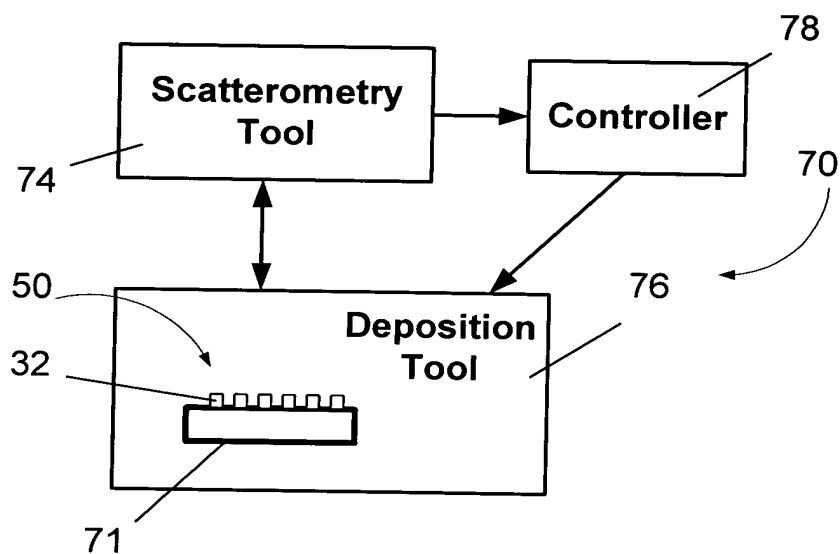 78
Scatterometry
Tool
Controller
74
70
50
76
Deposition
Tool
32
71